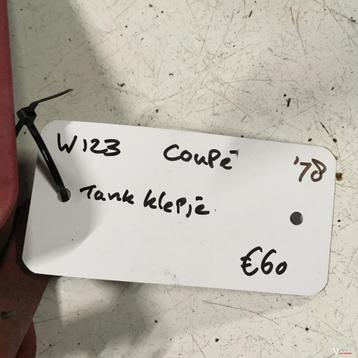 W123 Coupé '78
Tank klepje
€60